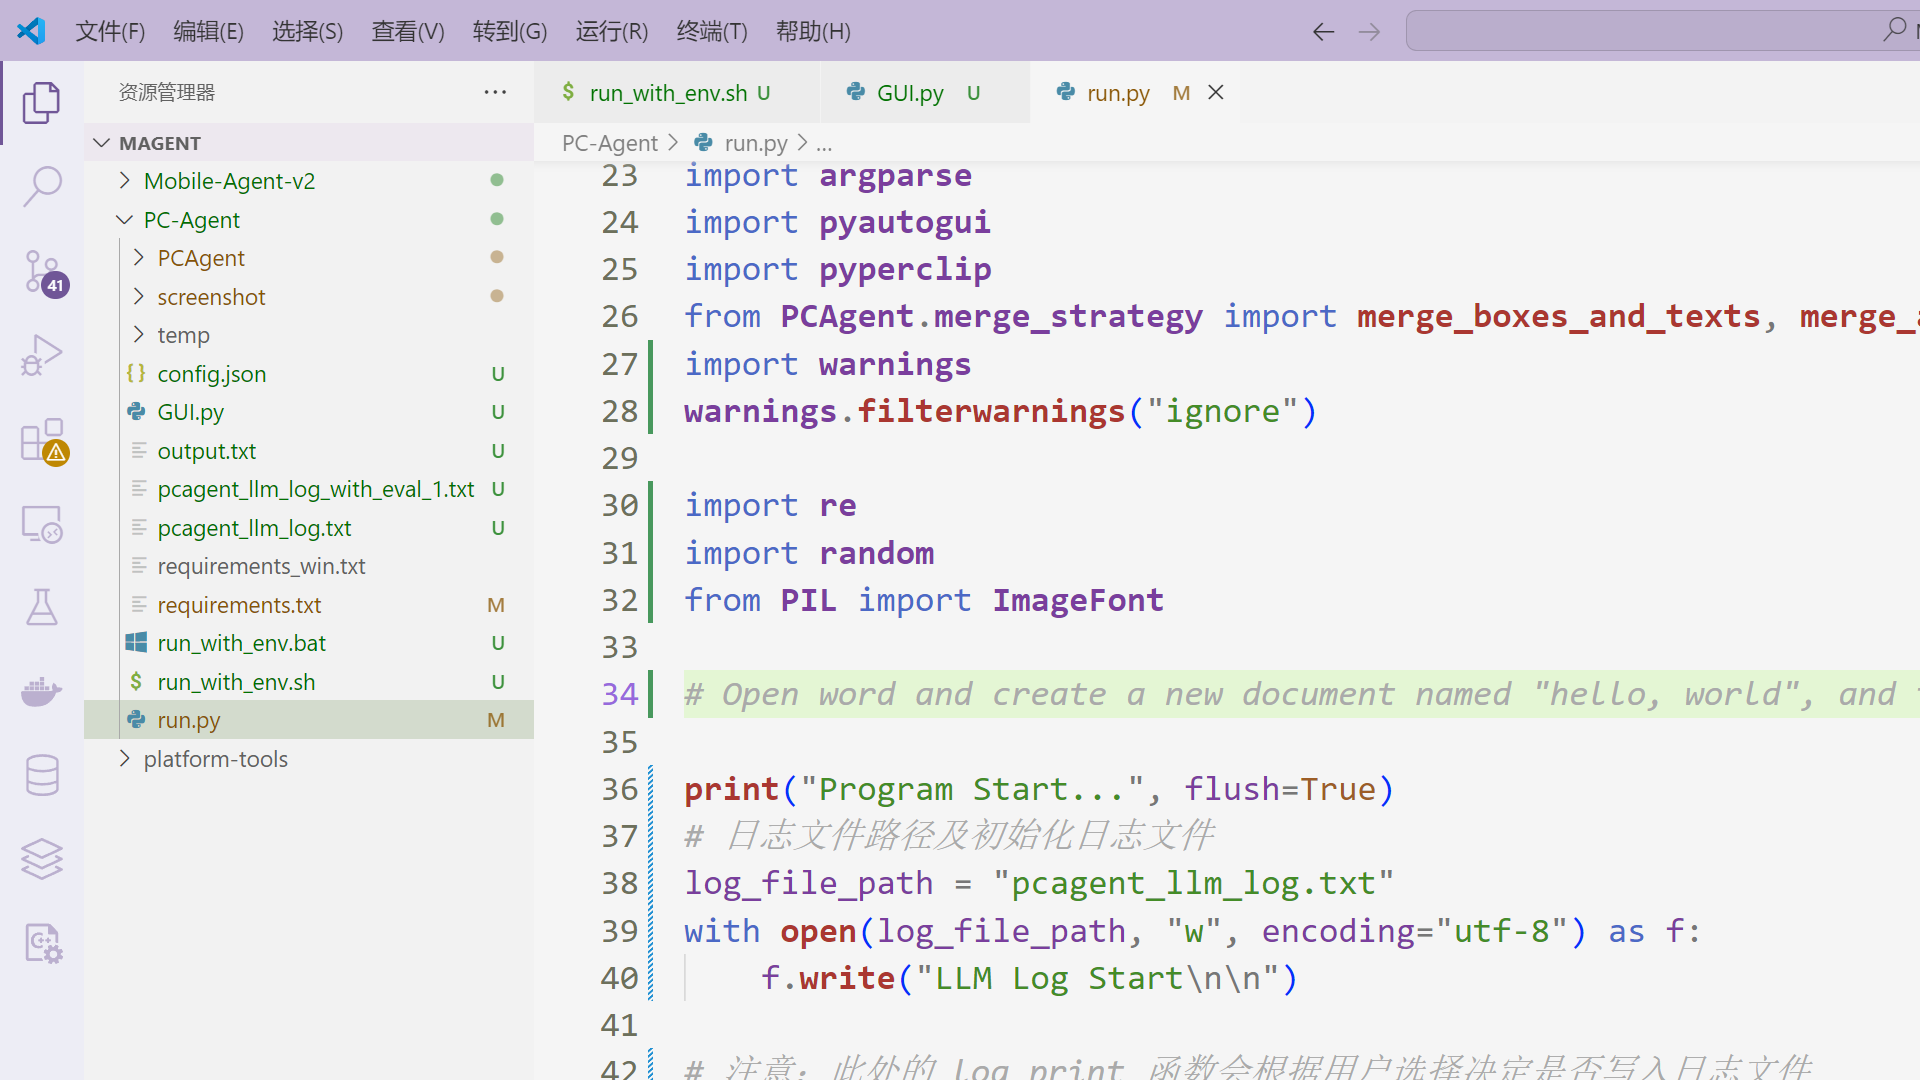 文件(F) 编辑(E) 选择(S) 查看(V) 转到(G) 运行(R) 终端(T) 帮助(H)
资源管理器
MAGENT
Mobile-Agent-v2
PC-Agent
PCAgent
screenshot
temp
config.json U
GUI.py U
output.txt U
pcagent_llm_log_with_eval_1.txt U
pcagent_llm_log.txt U
requirements_win.txt
requirements.txt M
run_with_env.bat U
run_with_env.sh U
run.py M
platform-tools
41
run_with_env.sh U
GUI.py U
run.py M
PC-Agent > run.py > ...
23 import argparse
24 import pyautogui
25 import pyperclip
26 from PCAgent.merge_strategy import merge_boxes_and_texts, merge_
27 import warnings
28 warnings.filterwarnings("ignore")
29
30 import re
31 import random
32 from PIL import ImageFont
33
34 # Open word and create a new document named "hello, world", and
35
36 print("Program Start...", flush=True)
37 # 日志文件路径及初始化日志文件
38 log_file_path = "pcagent_llm_log.txt"
39 with open(log_file_path, "w", encoding="utf-8") as f:
40 f.write("LLM Log Start\n\n")
41
42 # 注意：此处的 log_print 函数会根据用户选择决定是否写入日志文件